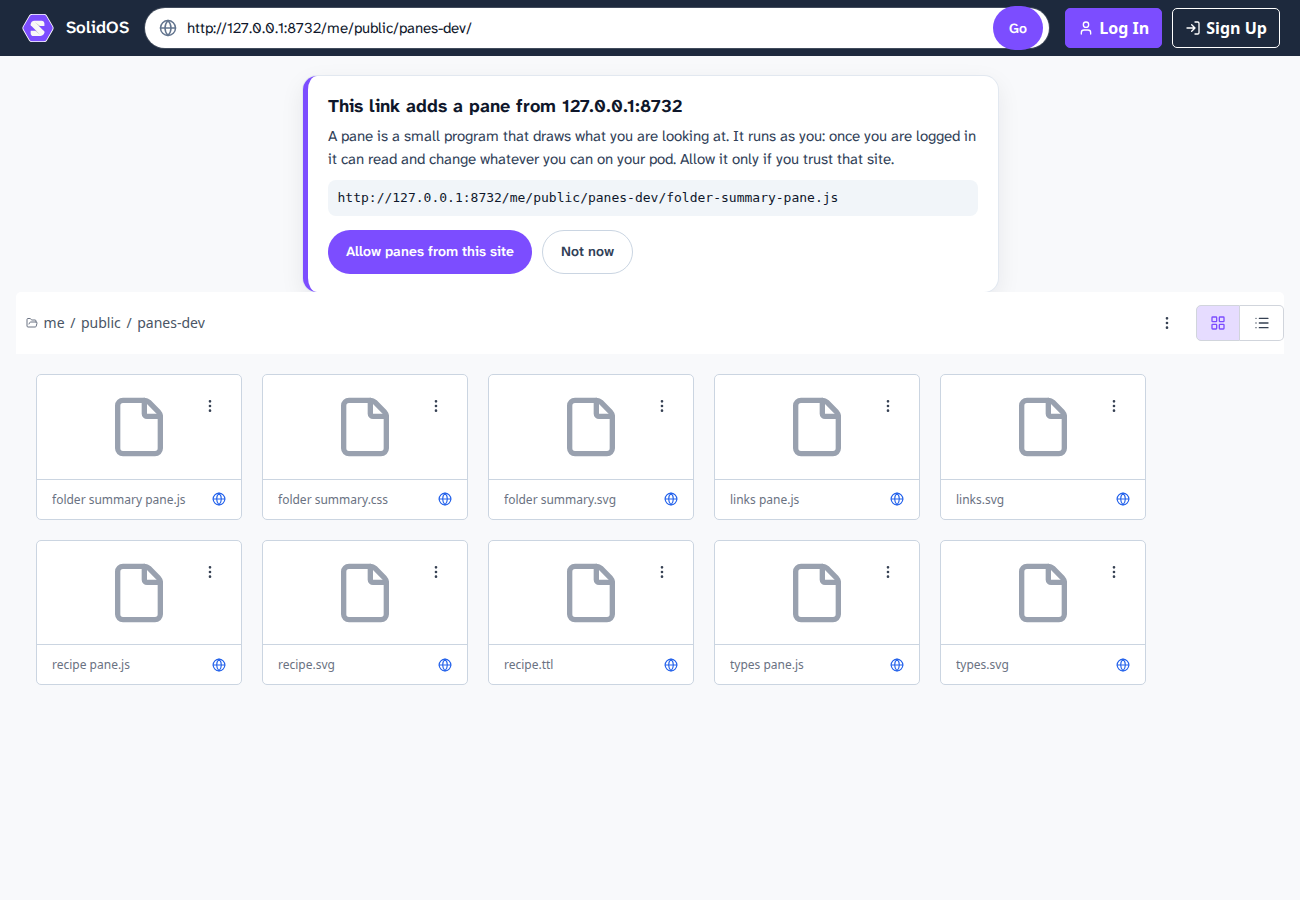 SolidOS
http://127.0.0.1:8732/me/public/panes-dev/
Go
Log In
Sign Up
This link adds a pane from 127.0.0.1:8732
A pane is a small program that draws what you are looking at. It runs as you: once you are logged in
it can read and change whatever you can on your pod. Allow it only if you trust that site.
http://127.0.0.1:8732/me/public/panes-dev/folder-summary-pane.js
Allow panes from this site
Not now
me / public / panes-dev
folder summary pane.js
folder summary.css
folder summary.svg
links pane.js
links.svg
recipe pane.js
recipe.svg
recipe.ttl
types pane.js
types.svg